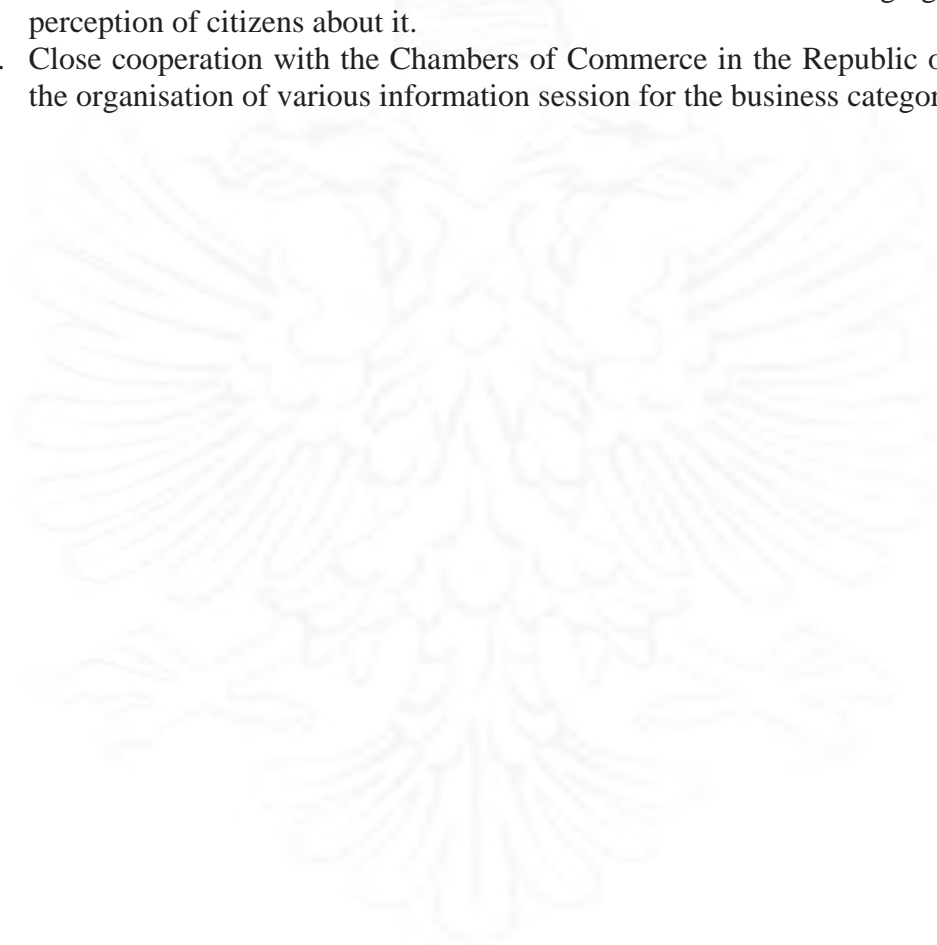 perception of citizens about it.
. Close cooperation with the Chambers of Commerce in the Republic
the organisation of various information session for the business